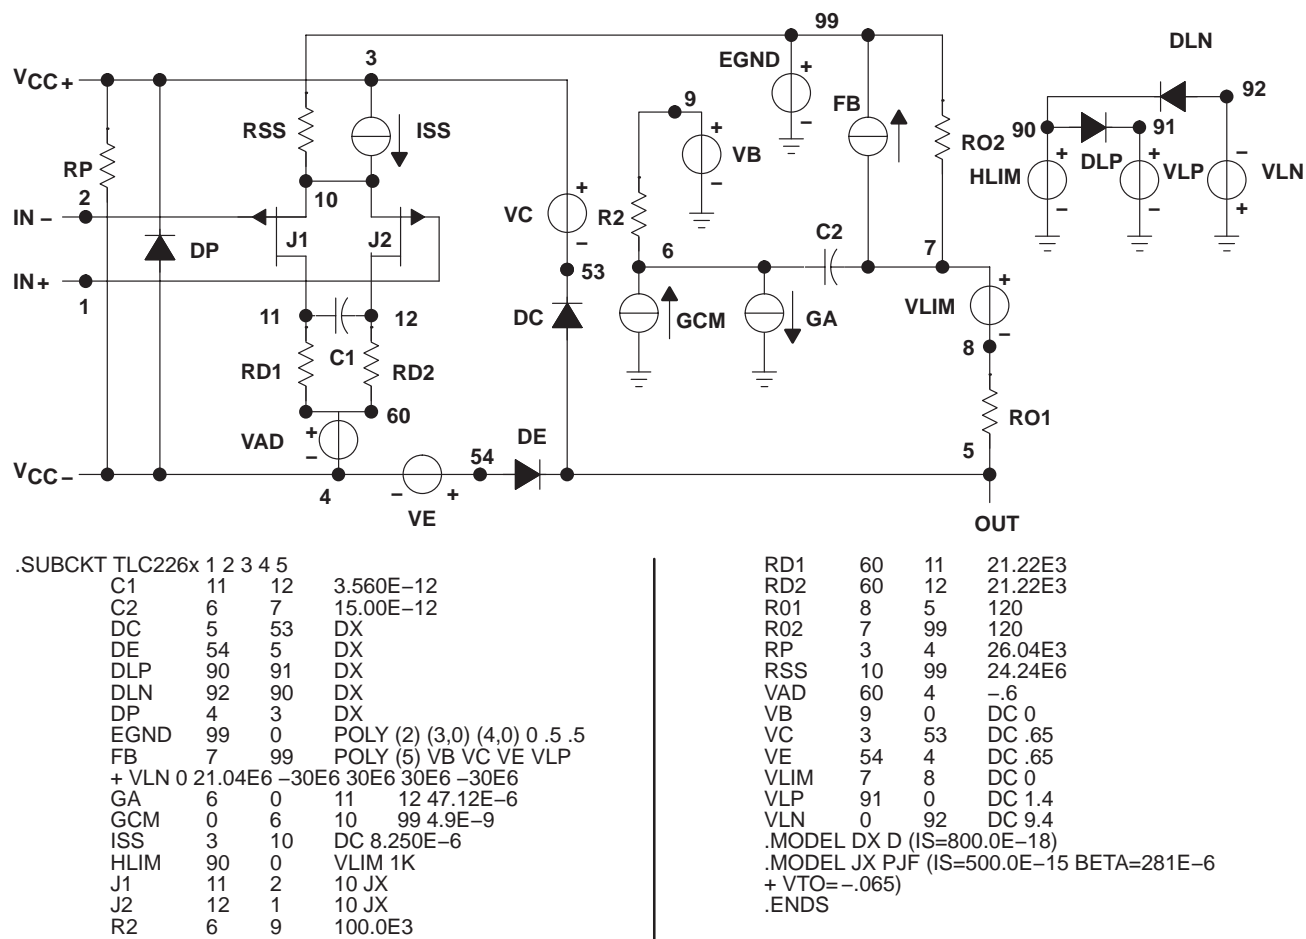 99
DLN
3
VCC+
EGND
+
–
9
FB
92
RSS
ISS
+
–
VB
RO2
90
91
DLP
+
–
HLIM
+
–
VLP
–
+
VLN
RP
10
2
IN –
J1
J2
VC
+
–
R2
C2
DP
6
7
IN+
1
53
+
–
VLIM
11
12
DC
GCM
GA
8
C1
RD1
RD2
RO1
60
VAD
+
–
DE
5
54
VCC–
4
–
+
VE
OUT
.SUBCKT TLC226x 1 2 3 4 5
C1 11 12 3.560E–12
C2 6 7 15.00E–12
DC 5 53 DX
DE 54 5 DX
DLP 90 91 DX
DLN 92 90 DX
DP 4 3 DX
EGND 99 0 POLY (2) (3,0) (4,0) 0 .5 .5
FB 7 99 POLY (5) VB VC VE VLP
+ VLN 0 21.04E6 –30E6 30E6 30E6 –30E6
GA 6 0 11 12 47.12E–6
GCM 0 6 10 99 4.9E–9
ISS 3 10 DC 8.250E–6
HLIM 90 0 VLIM 1K
J1 11 2 10 JX
J2 12 1 10 JX
R2 6 9 100.0E3
RD1 60 11 21.22E3
RD2 60 12 21.22E3
R01 8 5 120
R02 7 99 120
RP 3 4 26.04E3
RSS 10 99 24.24E6
VAD 60 4 –.6
VB 9 0 DC 0
VC 3 53 DC .65
VE 54 4 DC .65
VLIM 7 8 DC 0
VLP 91 0 DC 1.4
VLN 0 92 DC 9.4
.MODEL DX D (IS=800.0E–18)
.MODEL JX PJF (IS=500.0E–15 BETA=281E–6
+ VTO=–.065)
.ENDS